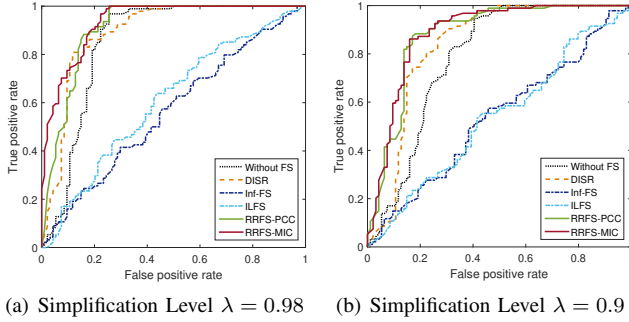 1
0.8
0.6
0.4
0.2
0
0
0.2
0.4
0.6
0.8
1
True positive rate
False positive rate
Without FS
DISR
Inf-FS
ILFS
RRFS-PCC
RRFS-MIC
(a) Simplification Level λ = 0.98
1
0.8
0.6
0.4
0.2
0
0
0.2
0.4
0.6
0.8
True positive rate
False positive rate
Without FS
DISR
Inf-FS
ILFS
RRFS-PCC
RRFS-MIC
(b) Simplification Level λ = 0.9